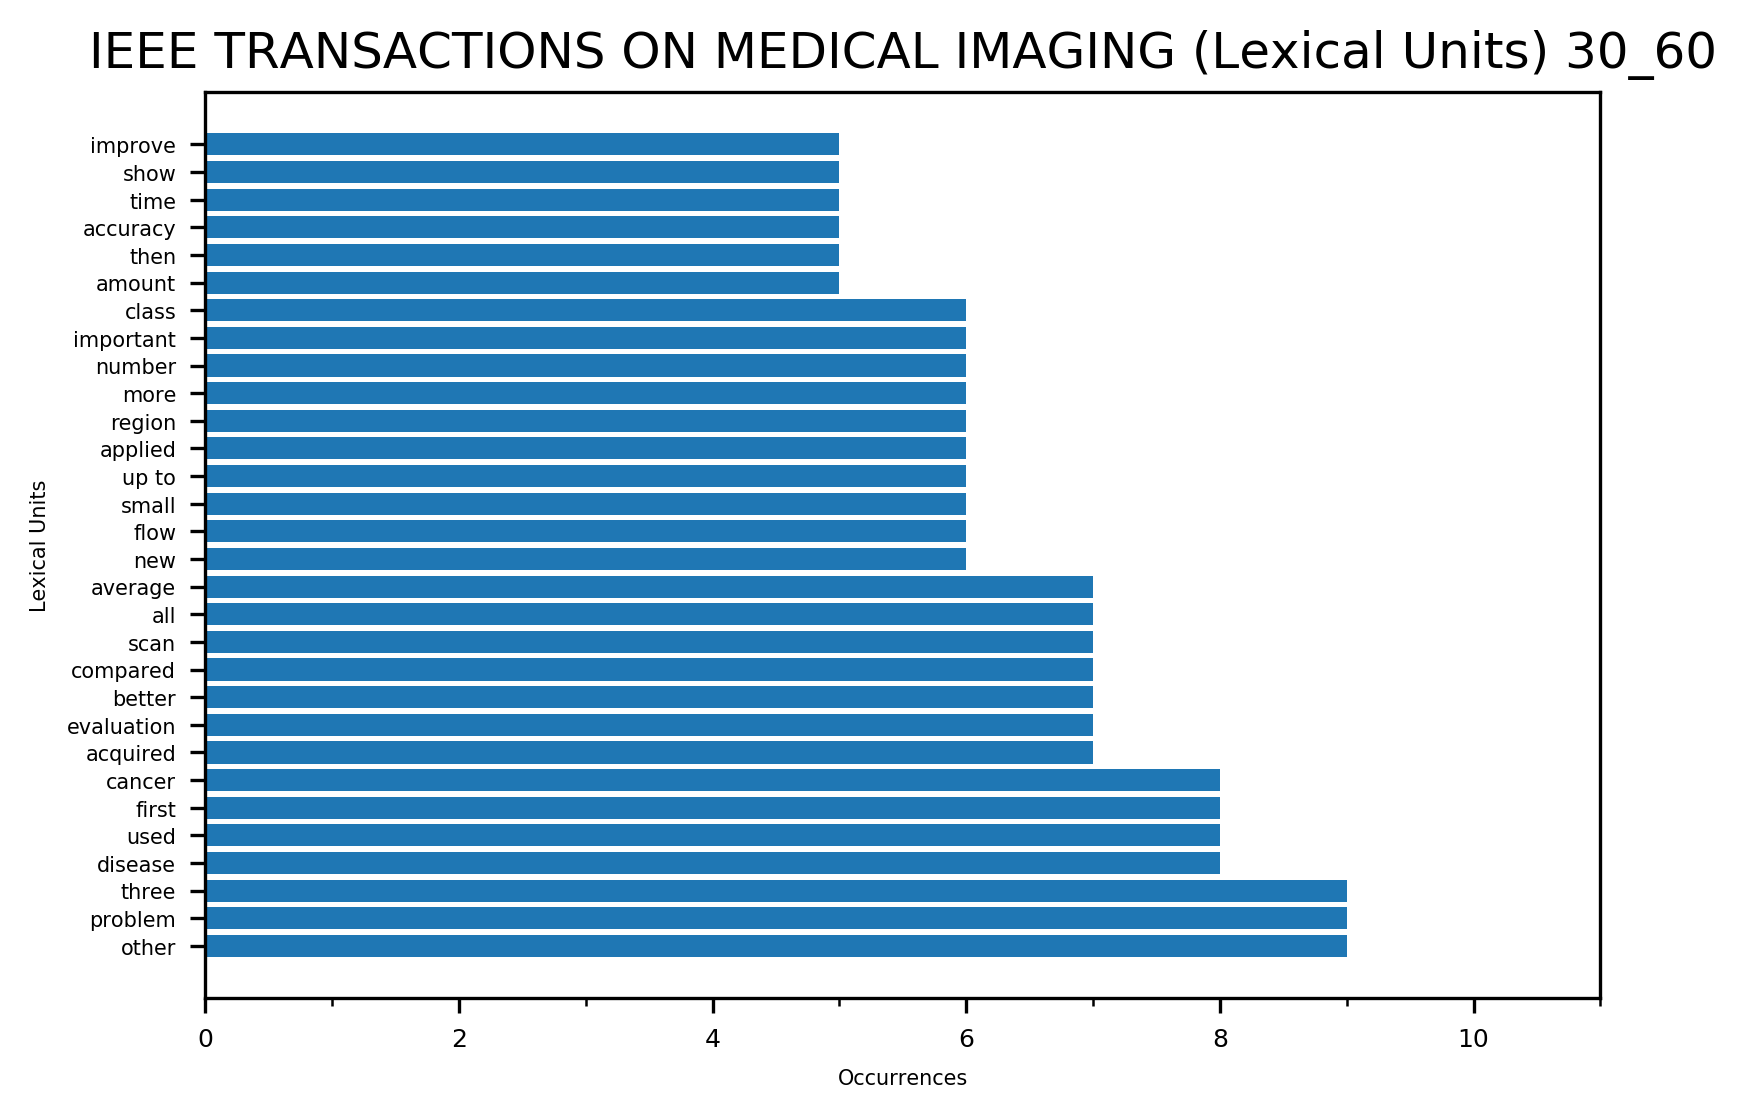 IEEE TRANSACTIONS ON MEDICAL IMAGING (Lexical Units) 30_60
improve
show
time
accuracy
then
amount
class
important
number
more
region
applied
up to
small
flow
new
average
all
scan
compared
better
evaluation
acquired
cancer
first
used
disease
three
problem
other
Lexical Units
0 2 4 6 8 10
Occurrences